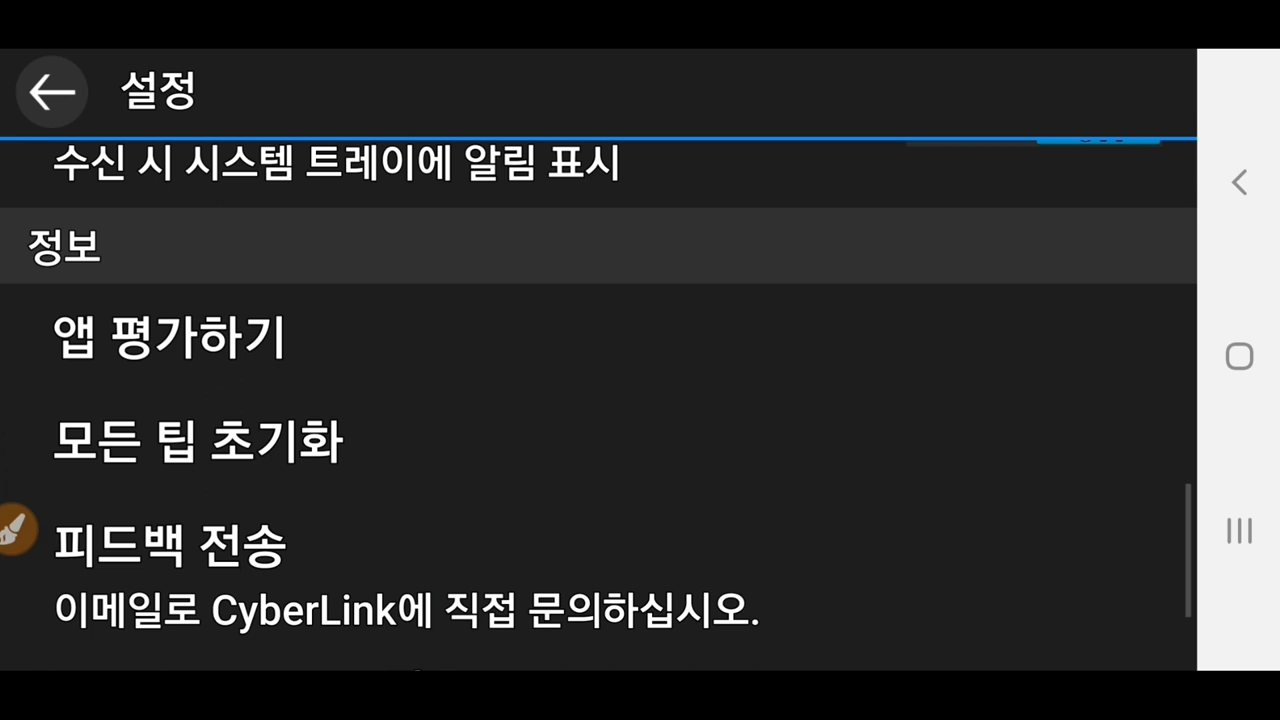 설정
수신 시 시스템 트레이에 알림 표시
정보
앱 평가하기
모든 팁 초기화
피드백 전송
이메일로 CyberLink에 직접 문의하십시오.